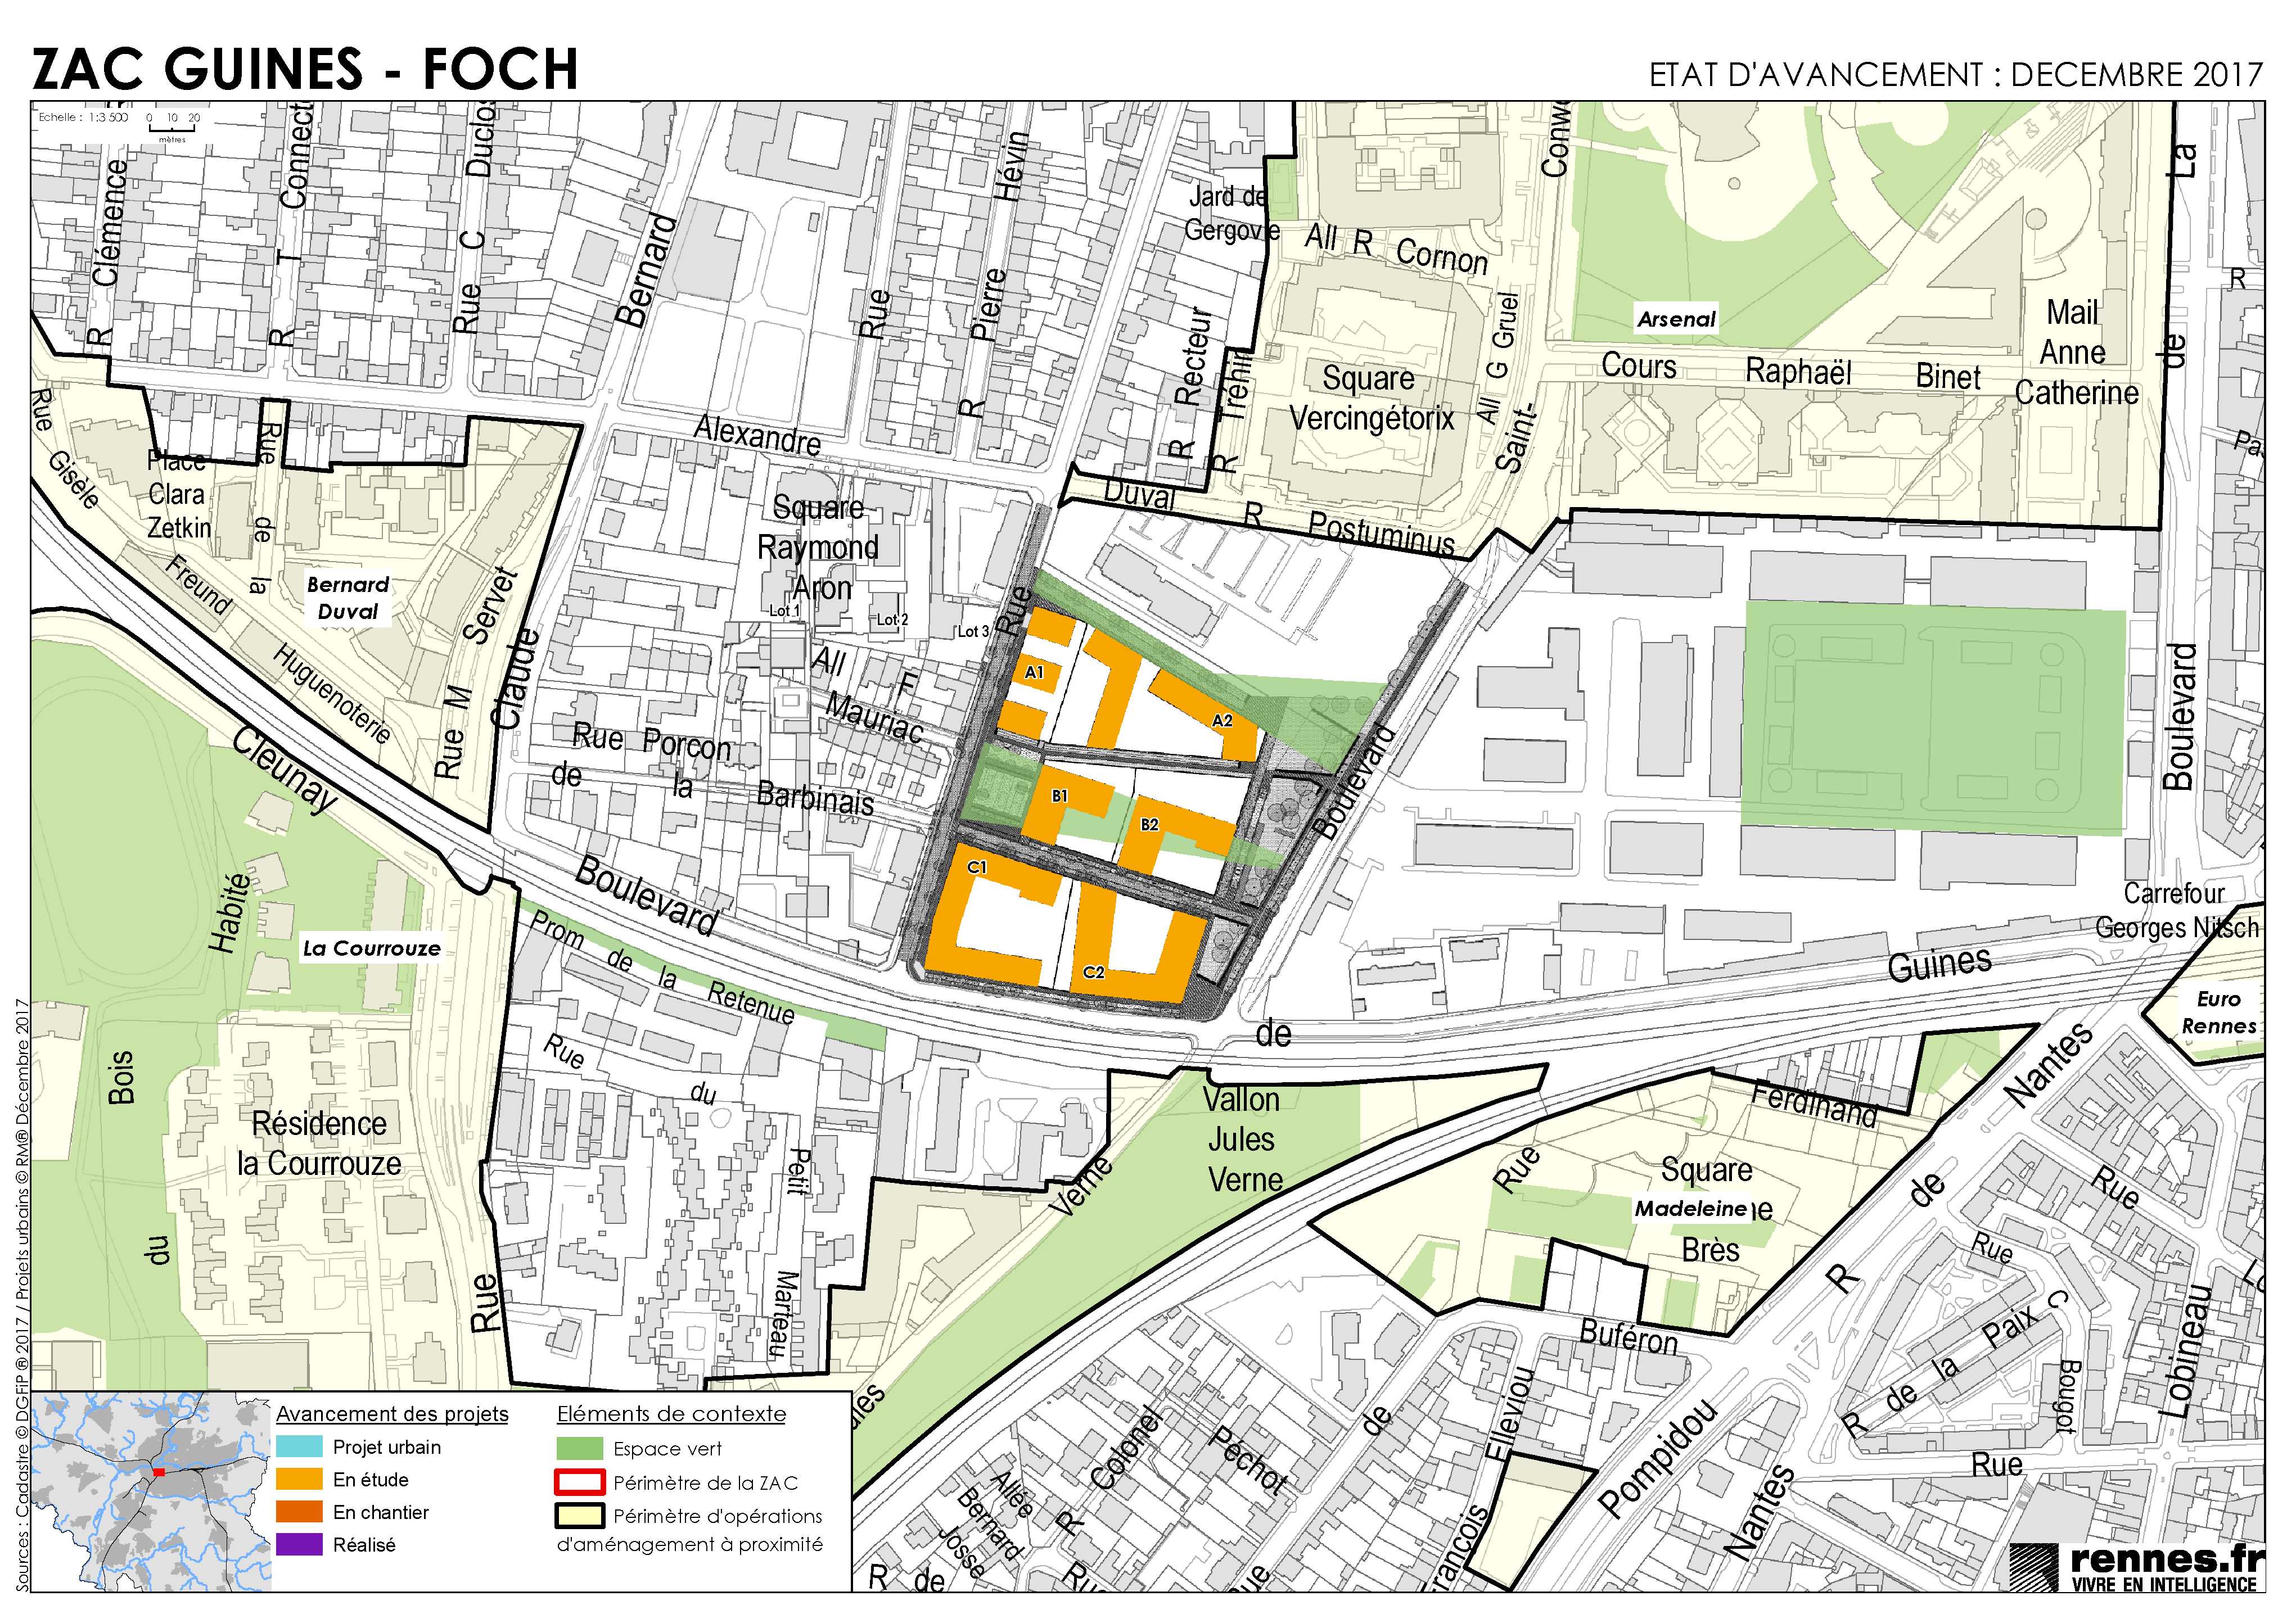 ZAC GUINES - FOCH
ETAT D'AVANCEMENT : DECEMBRE 2017
Echelle : 1:3 500
0 10 20
mètres
R Clémence
R T Connect
Rue C Duclos
Bernard
Rue
R Pierre Hévin
Jard de
Gergovie
All R Cornon
Conw
Arsenal
Mail
Anne
Catherine
La
de
R
R Recteur
R Tréhin
Square
Vercingétorix
All G Gruel
Saint-
Cours Raphaël Binet
Pa
Rue
Gisèle
Freund
Place
Clara
Zetkin
Rue
de
la
Bernard
Duval
Huguenoterie
Rue M Servet
Claude
Alexandre
Duval
R Postuminus
Square
Raymond
Aron
Lot 1
Lot 2
Lot 3
Rue
All F
Mauriac
Rue Porcon
de la Barbinais
A1
A2
B1
B2
C1
C2
Boulevard
Boulevard
Cleunay
Habité
La Courrouze
Boulevard
Prom de la Retenue
de
Guines
Carrefour
Georges Nitsch
Euro
Rennes
Bois
du
Résidence
la Courrouze
Rue
Rue
du
Petit
Marteau
Verne
Vallon
Jules
Verne
Rue
Ferdinand
Square
Madeleine
Brès
Nantes
de
R
Rue
Buféron
Rue
C
Bougot
R de la Paix
Rue
Lobineau
Pompidou
Nantes
R Colonel
Péchot
de
Elleviou
François
Allée
Bernard
Josse
R de
Avancement des projets
Projet urbain
En étude
En chantier
Réalisé
Eléments de contexte
Espace vert
Périmètre de la ZAC
Périmètre d'opérations
d'aménagement à proximité
Sources : Cadastre © DGFiP ® 2017 / Projets urbains © RM® Décembre 2017
rennes.fr
VIVRE EN INTELLIGENCE